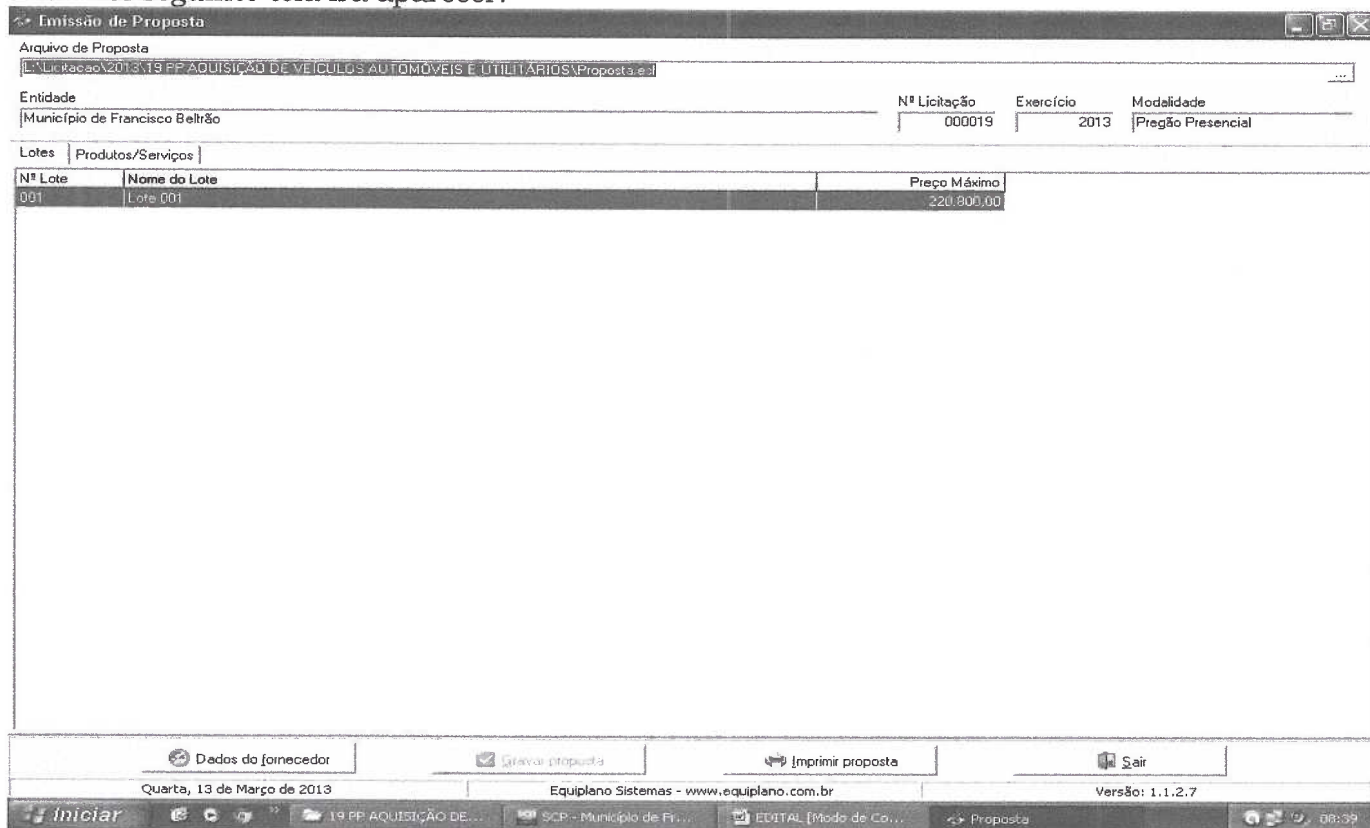 Emissão de Proposta
Arquivo de Proposta
L:\Licitacao\2013\19 PP AQUISIÇÃO DE VEÍCULOS AUTOMÓVEIS E UTILITÁRIOS\Proposta.esl
...
Entidade
Nº Licitação Exercício Modalidade
Município de Francisco Beltrão
000019 2013 Pregão Presencial
Lotes Produtos/Serviços
Nº Lote Nome do Lote Preço Máximo
001 Lote 001 220.800,00
Dados do fornecedor Gravar proposta Imprimir proposta Sair
Quarta, 13 de Março de 2013 Equiplano Sistemas - www.equiplano.com.br Versão: 1.1.2.7
Iniciar » 19 PP AQUISIÇÃO DE... SCP - Município de Fr... EDITAL [Modo de Co... Proposta 08:39